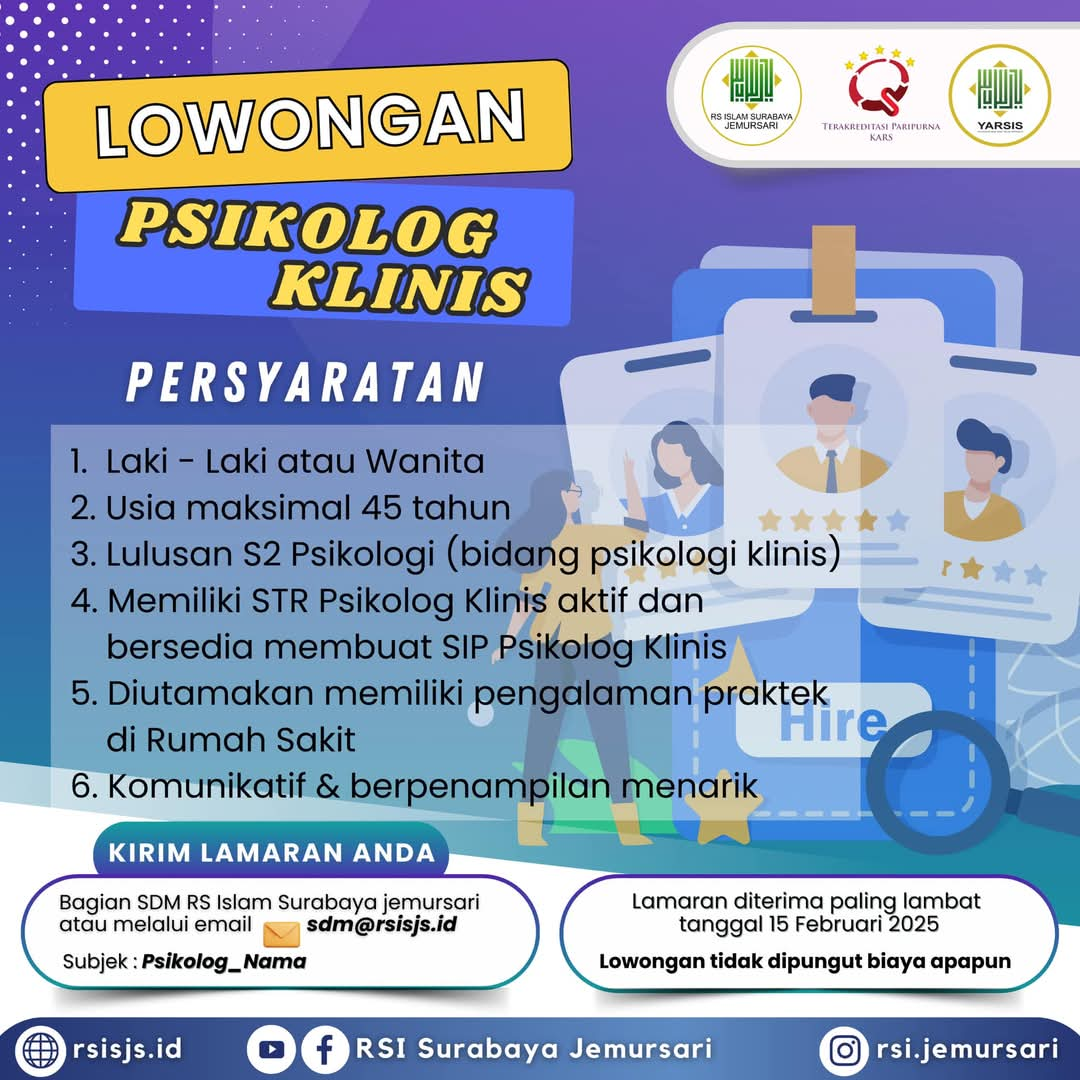 LOWONGAN
PSIKOLOG
KLINIS
RS ISLAM SURABAYA
JEMURSARI
TERAKREDITASI PARIPURNA
KARS
YARSIS
PERSYARATAN
1. Laki - Laki atau Wanita
2. Usia maksimal 45 tahun
3. Lulusan S2 Psikologi (bidang psikologi klinis)
4. Memiliki STR Psikolog Klinis aktif dan
bersedia membuat SIP Psikolog Klinis
5. Diutamakan memiliki pengalaman praktek
di Rumah Sakit
6. Komunikatif & berpenampilan menarik
Hire
KIRIM LAMARAN ANDA
Bagian SDM RS Islam Surabaya jemursari
atau melalui email sdm@rsisjs.id
Subjek : Psikolog_Nama
Lamaran diterima paling lambat
tanggal 15 Februari 2025
Lowongan tidak dipungut biaya apapun
rsisjs.id
RSI Surabaya Jemursari
rsi.jemursari